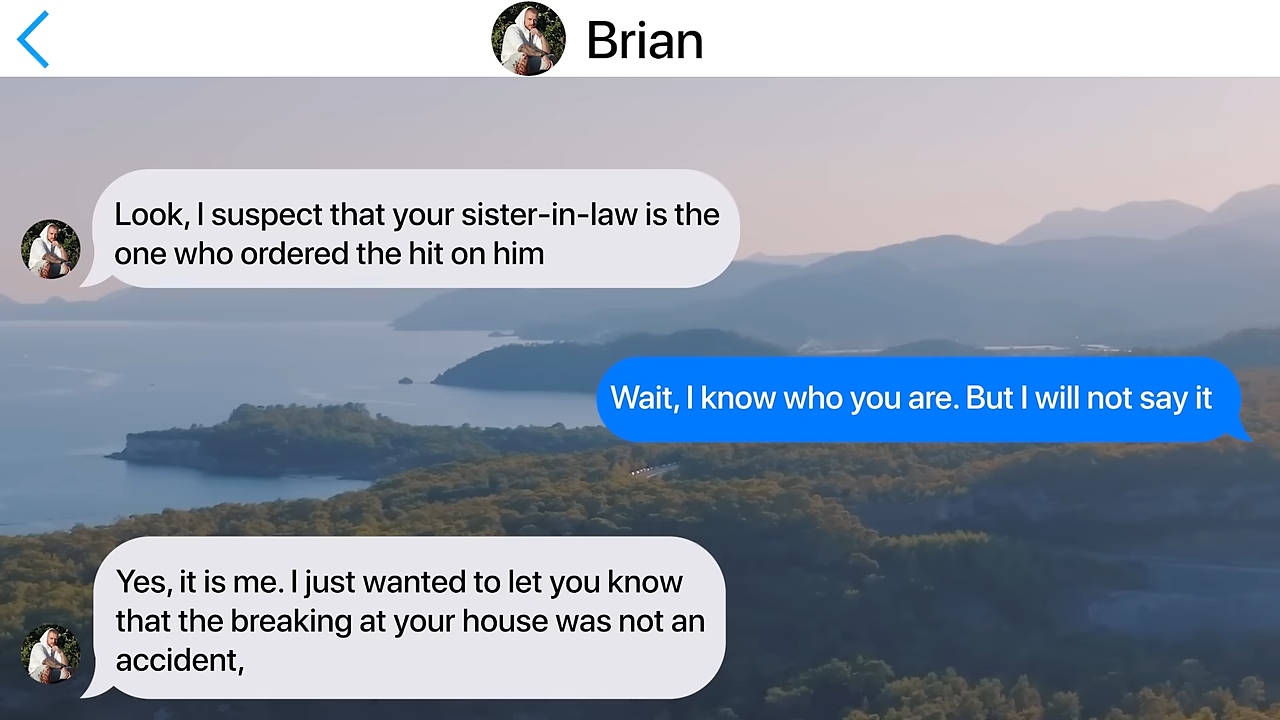 Brian
Look, I suspect that your sister-in-law is the
one who ordered the hit on him
Wait, I know who you are. But I will not say it
Yes, it is me. I just wanted to let you know
that the breaking at your house was not an
accident,